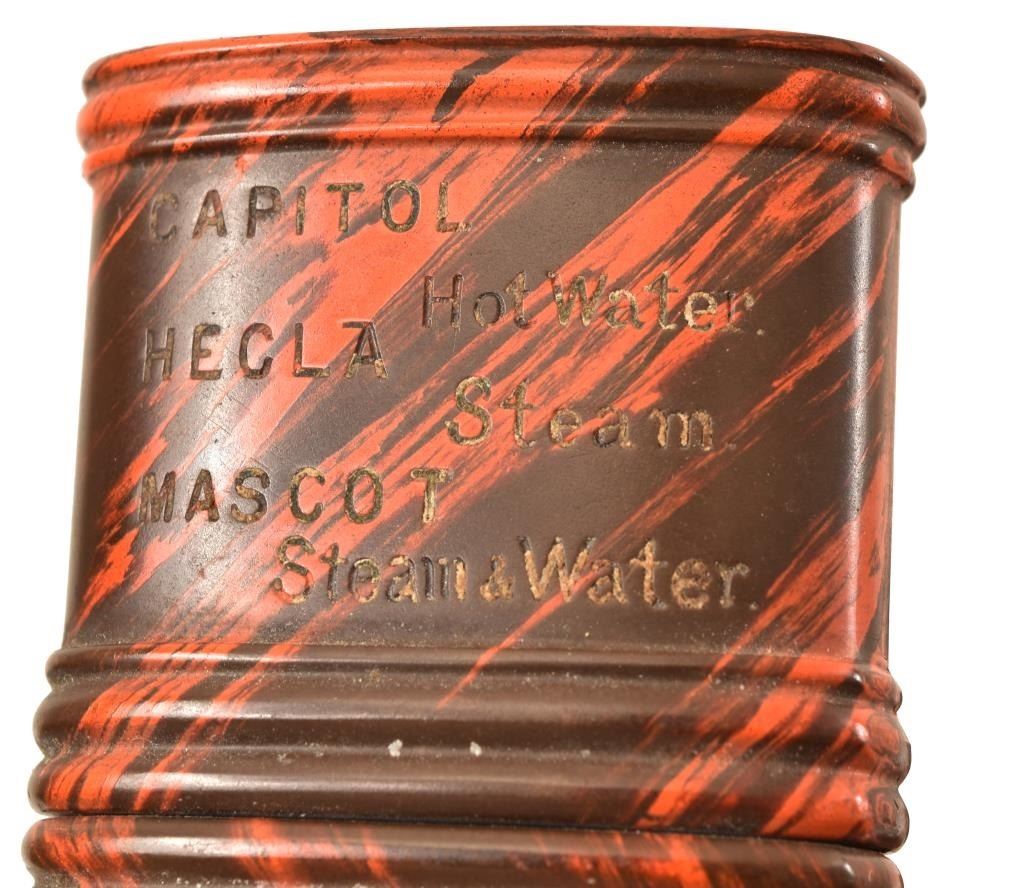 CAPITOL
Hot Water.
HECLA
Steam.
MASCOT
Steam & Water.